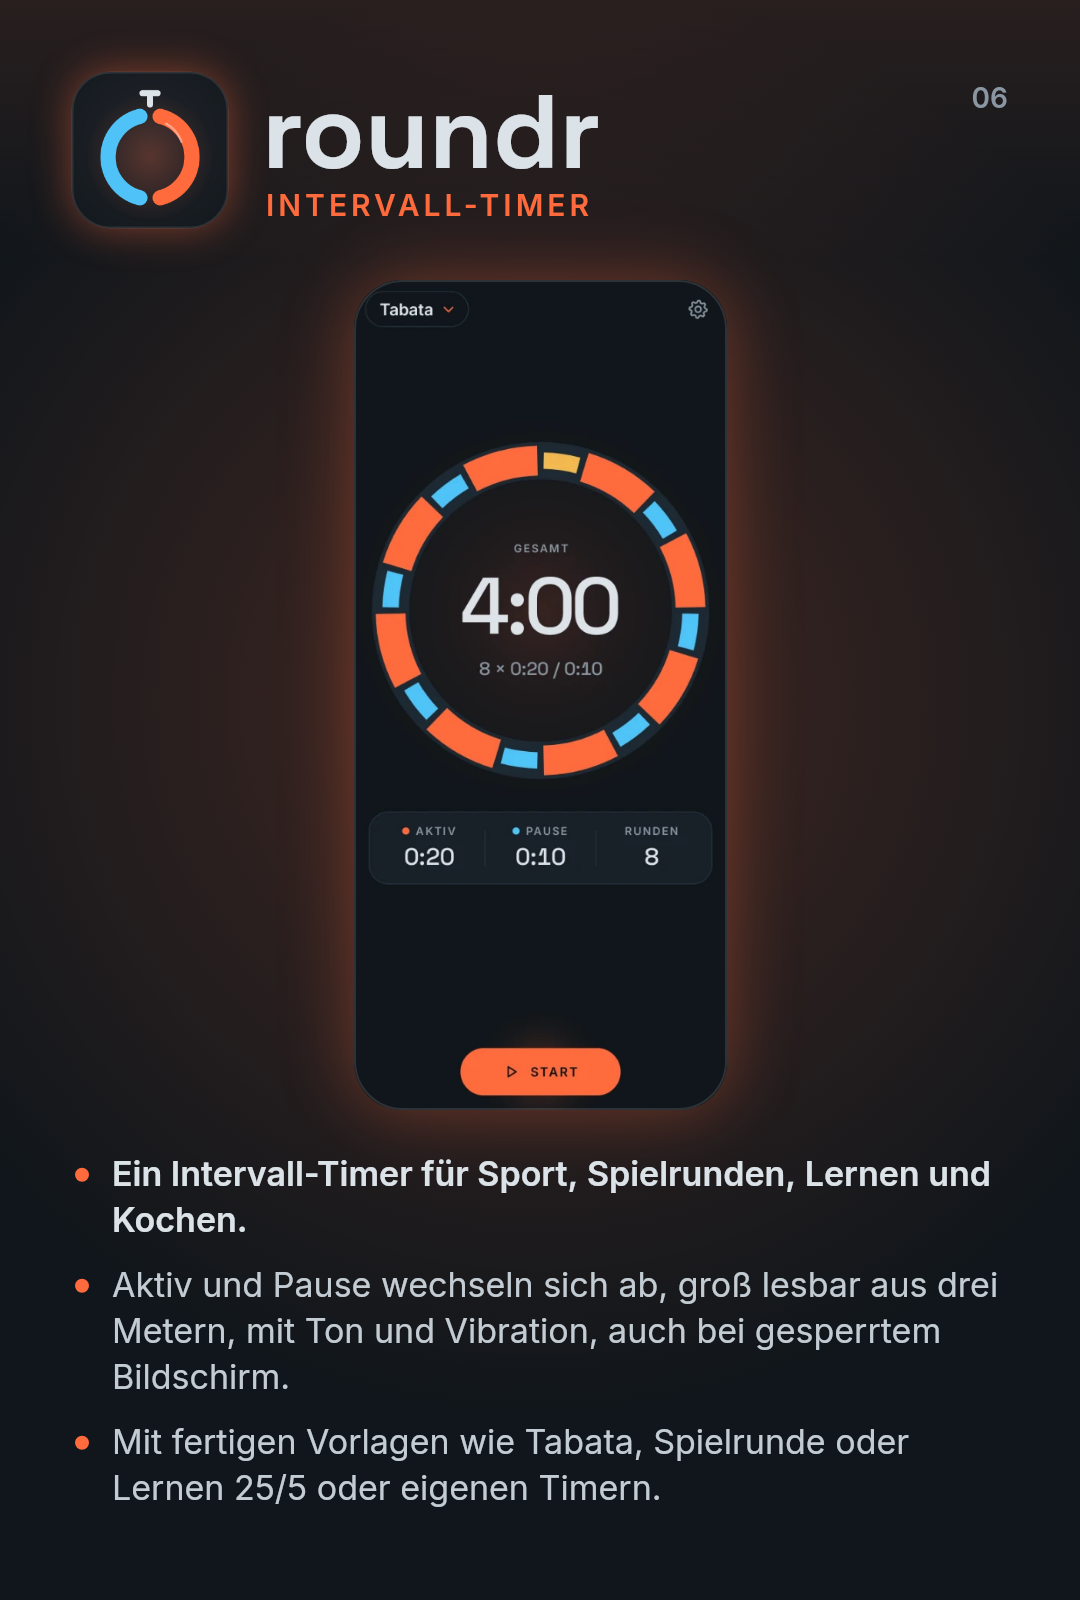 roundr
INTERVALL-TIMER
06
Tabata
GESAMT
4:00
8 × 0:20 / 0:10
AKTIV
0:20
PAUSE
0:10
RUNDEN
8
START
Ein Intervall-Timer für Sport, Spielrunden, Lernen und
Kochen.
Aktiv und Pause wechseln sich ab, groß lesbar aus drei
Metern, mit Ton und Vibration, auch bei gesperrtem
Bildschirm.
Mit fertigen Vorlagen wie Tabata, Spielrunde oder
Lernen 25/5 oder eigenen Timern.